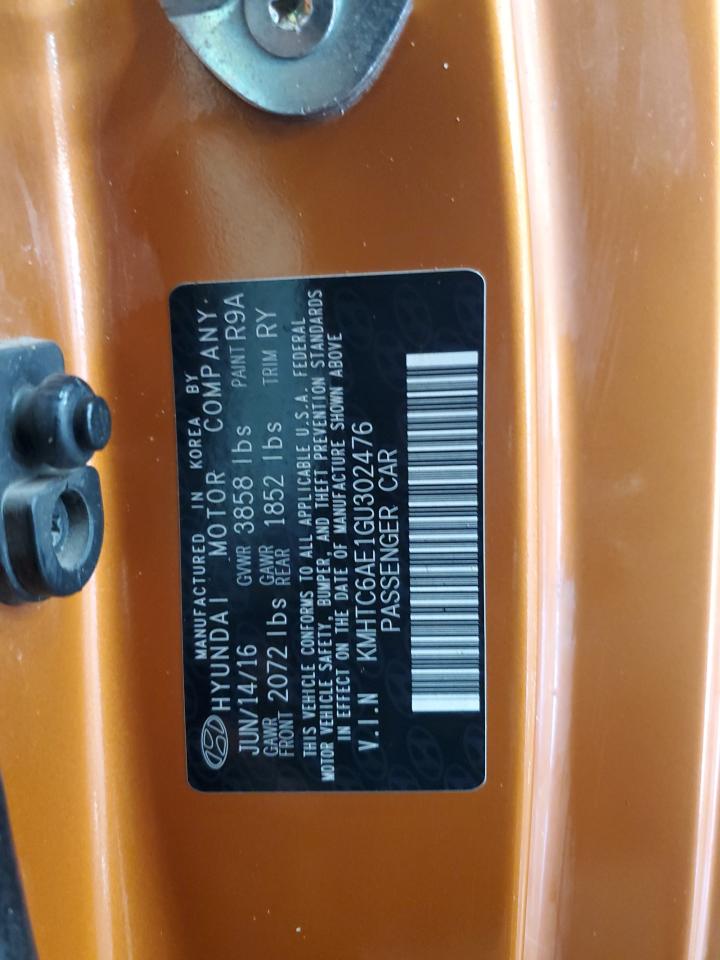 MANUFACTURED IN KOREA BY
HYUNDAI MOTOR COMPANY.
JUN/14/16 GVWR 3858 lbs PAINT R9A
GAWR FRONT 2072 lbs GAWR REAR 1852 lbs TRIM RY
THIS VEHICLE CONFORMS TO ALL APPLICABLE U.S.A. FEDERAL
MOTOR VEHICLE SAFETY, BUMPER, AND THEFT PREVENTION STANDARDS
IN EFFECT ON THE DATE OF MANUFACTURE SHOWN ABOVE
V.I.N KMHTC6AE1GU302476
PASSENGER CAR